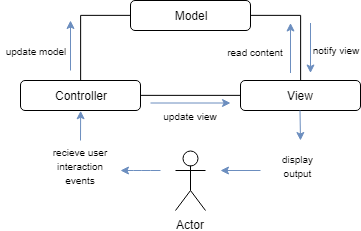 Model
update model
read content
notify view
Controller
View
update view
recieve user
interaction
events
display
output
Actor